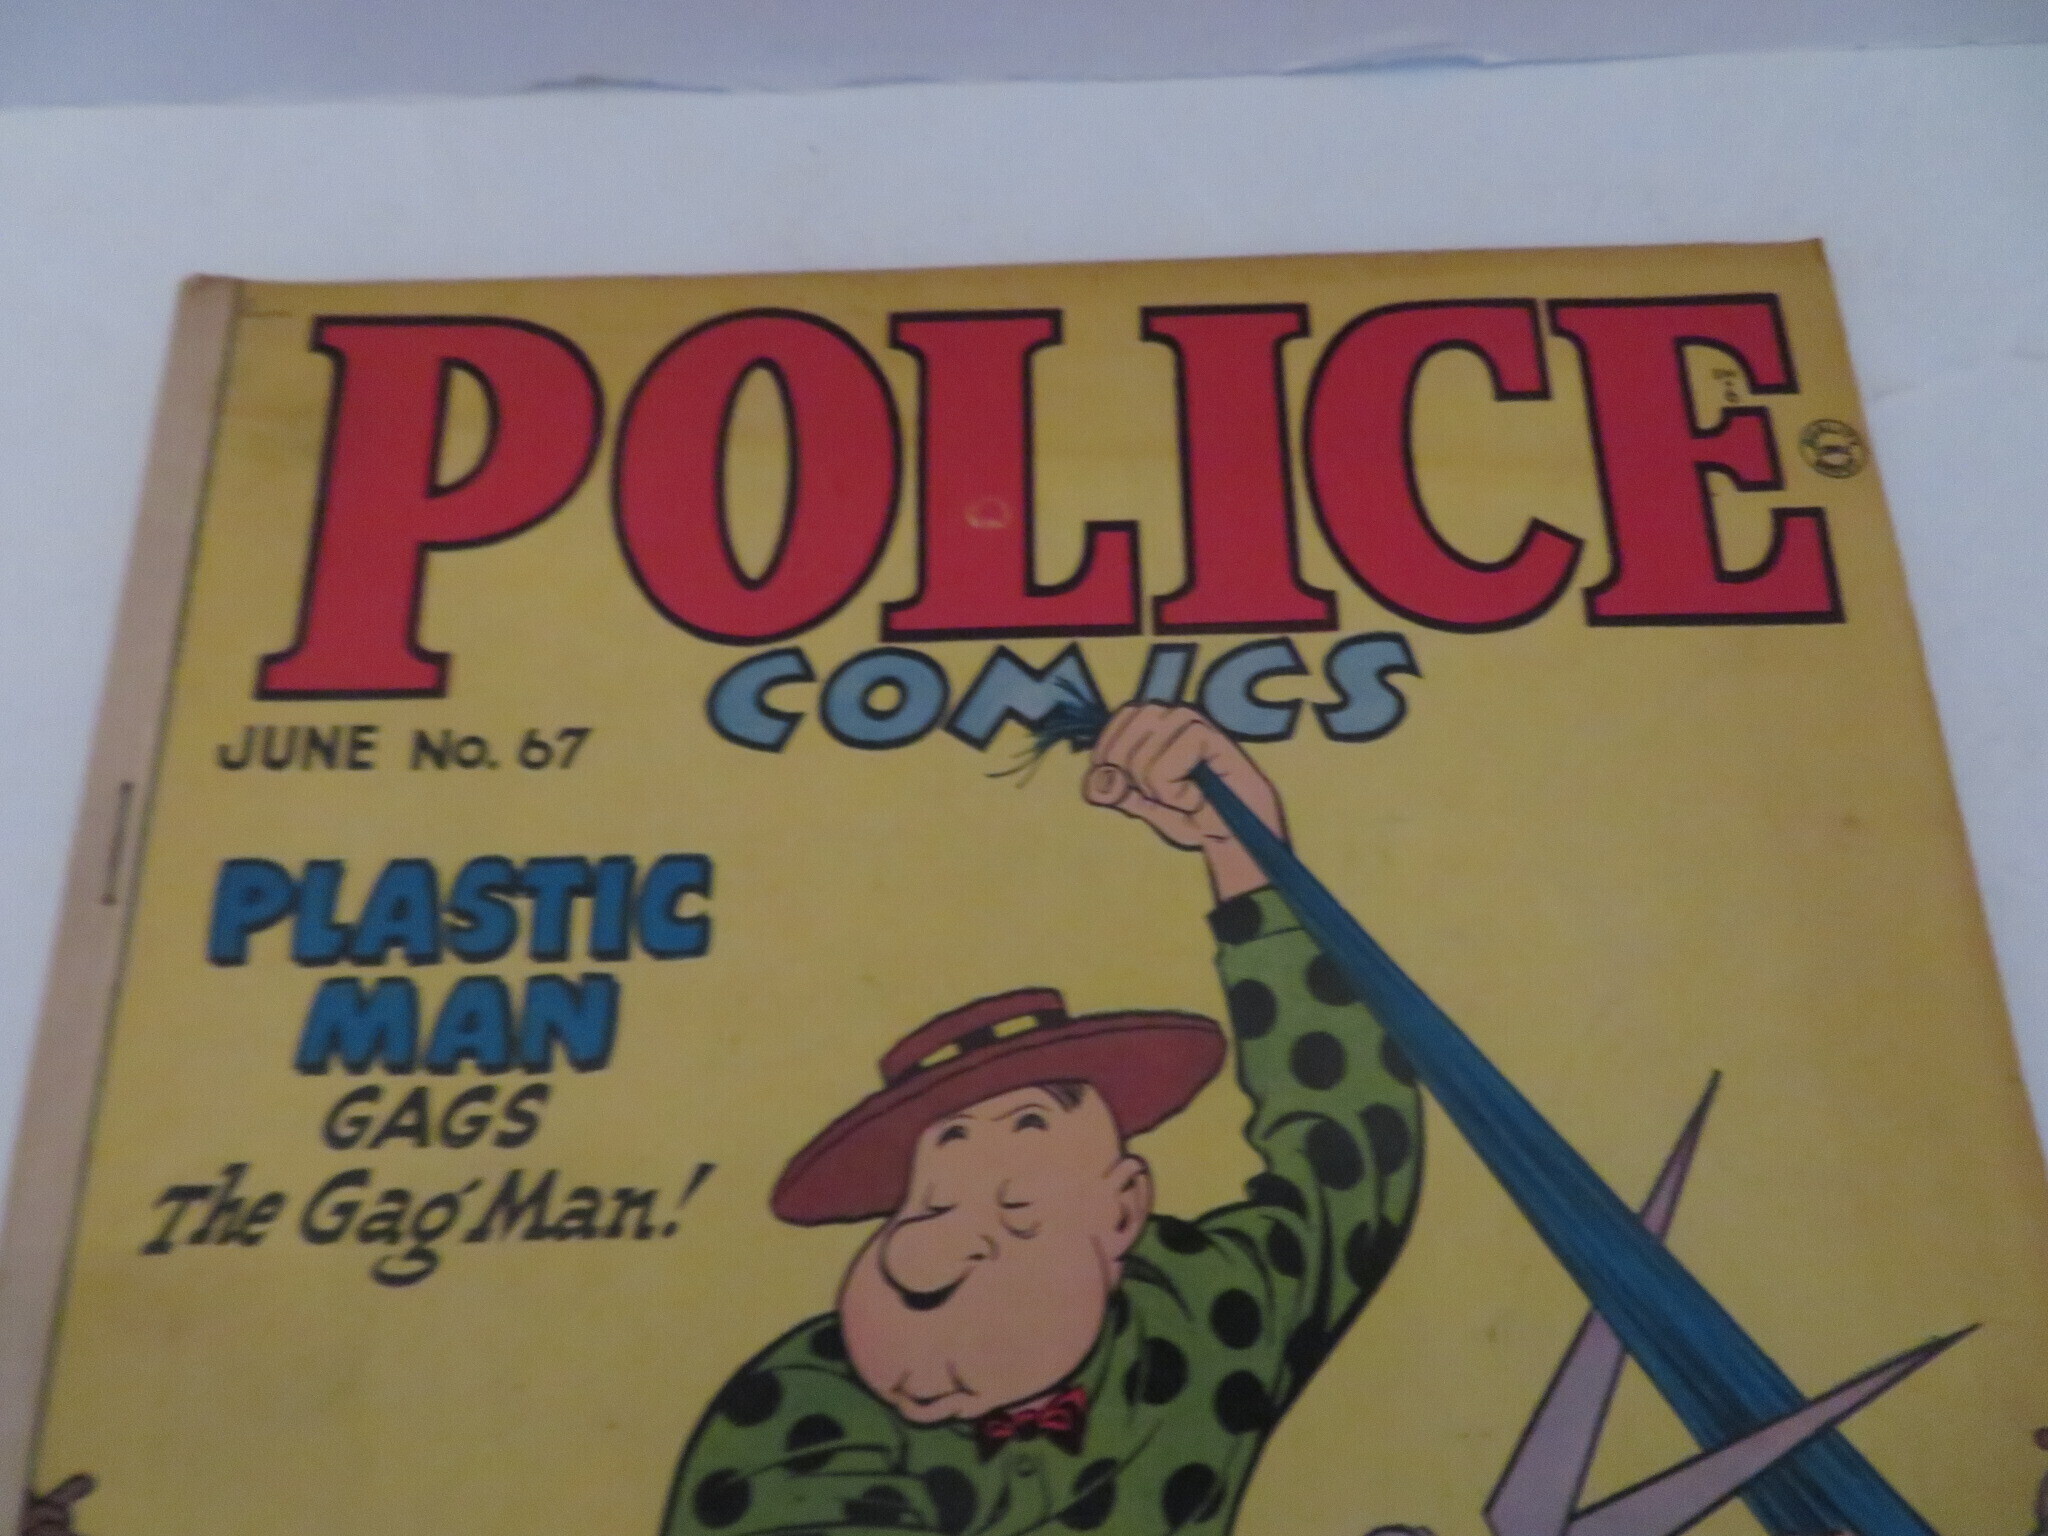 POLICE
COMICS
JUNE No. 67
PLASTIC
MAN
GAGS
The Gag Man!